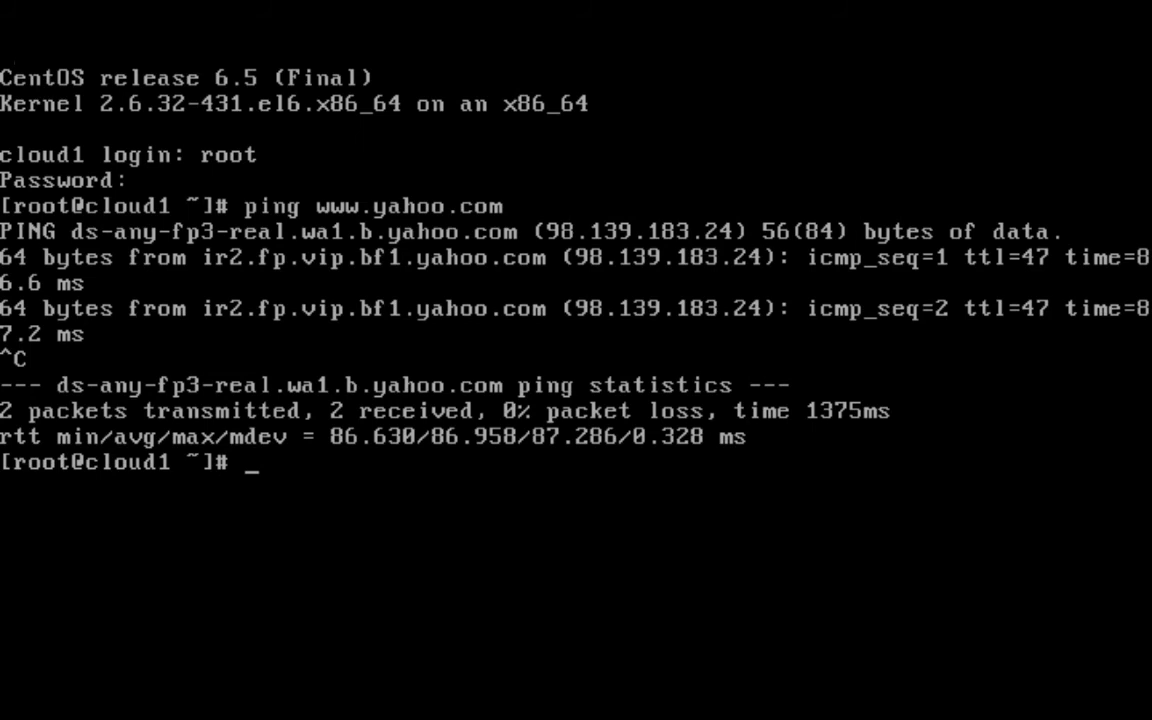 CentOS release 6.5 (Final)
Kernel 2.6.32-431.el6.x86_64 on an x86_64
cloud1 login: root
Password:
[root@cloud1 ~]# ping www.yahoo.com
PING ds-any-fp3-real.wa1.b.yahoo.com (98.139.183.24) 56(84) bytes of data.
64 bytes from ir2.fp.vip.bf1.yahoo.com (98.139.183.24): icmp_seq=1 ttl=47 time=8
6.6 ms
64 bytes from ir2.fp.vip.bf1.yahoo.com (98.139.183.24): icmp_seq=2 ttl=47 time=8
7.2 ms
^C
--- ds-any-fp3-real.wa1.b.yahoo.com ping statistics ---
2 packets transmitted, 2 received, 0% packet loss, time 1375ms
rtt min/avg/max/mdev = 86.630/86.958/87.286/0.328 ms
[root@cloud1 ~]# _